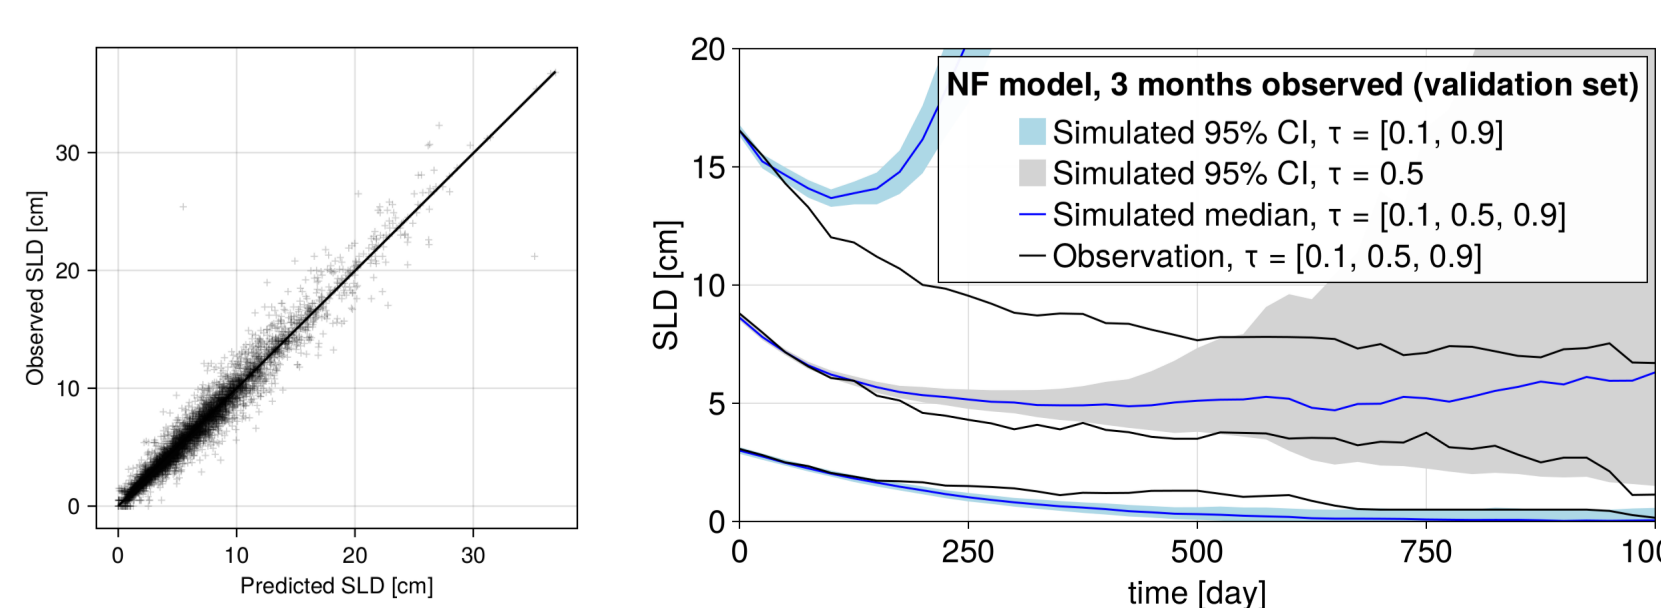 Observed SLD [cm]
30
20
10
0
0 10 20 30
Predicted SLD [cm]
SLD [cm]
20
15
10
5
0
NF model, 3 months observed (validation set)
Simulated 95% CI, τ = [0.1, 0.9]
Simulated 95% CI, τ = 0.5
Simulated median, τ = [0.1, 0.5, 0.9]
Observation, τ = [0.1, 0.5, 0.9]
0 250 500 750 100
time [day]